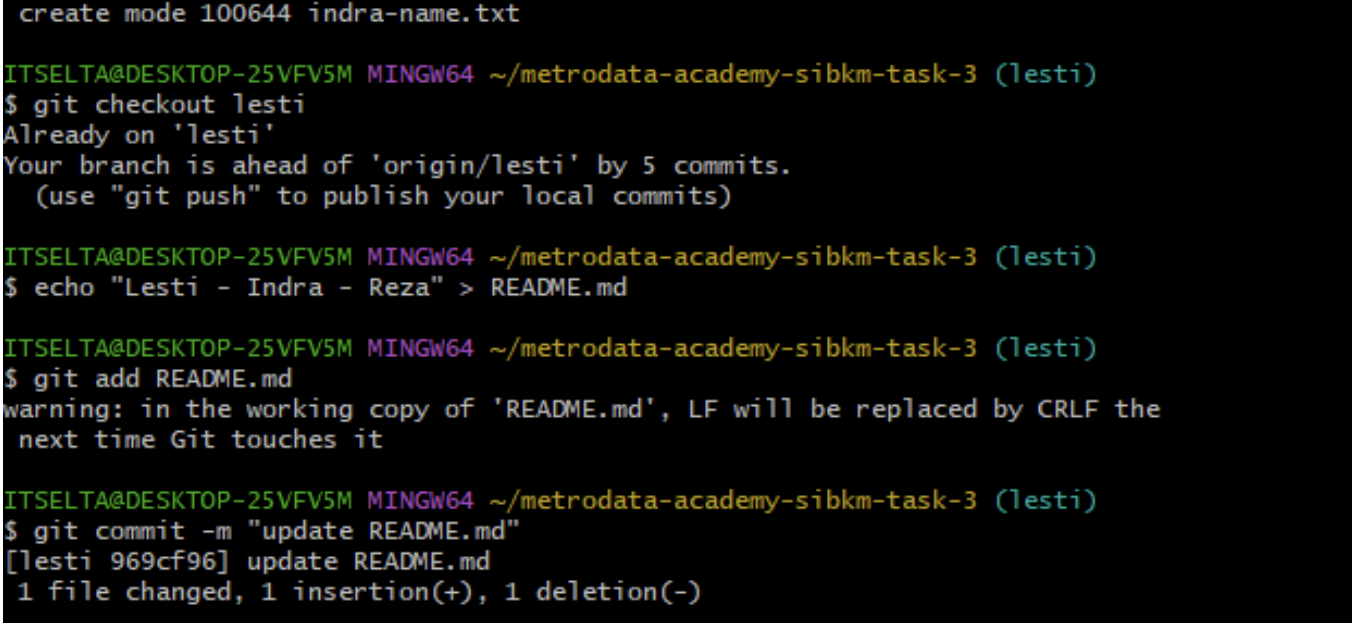 create mode 100644 indra-name.txt
ITSELTA@DESKTOP-25VFV5M MINGW64 ~/metrodata-academy-sibkm-task-3 (lesti)
$ git checkout lesti
Already on 'lesti'
Your branch is ahead of 'origin/lesti' by 5 commits.
(use "git push" to publish your local commits)
ITSELTA@DESKTOP-25VFV5M MINGW64 ~/metrodata-academy-sibkm-task-3 (lesti)
$ echo "Lesti - Indra - Reza" > README.md
ITSELTA@DESKTOP-25VFV5M MINGW64 ~/metrodata-academy-sibkm-task-3 (lesti)
$ git add README.md
warning: in the working copy of 'README.md', LF will be replaced by CRLF the
next time Git touches it
ITSELTA@DESKTOP-25VFV5M MINGW64 ~/metrodata-academy-sibkm-task-3 (lesti)
$ git commit -m "update README.md"
[lesti 969cf96] update README.md
1 file changed, 1 insertion(+), 1 deletion(-)